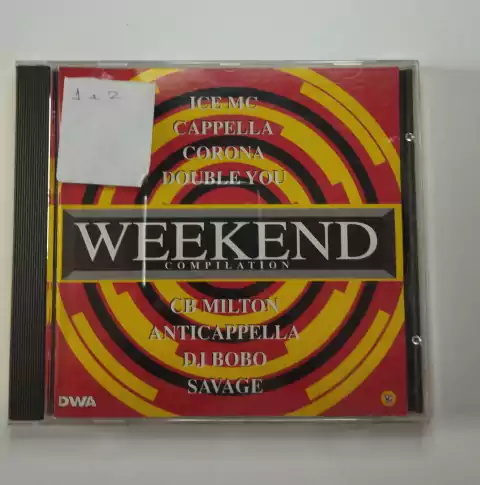 1 e 2
ICE MC
CAPPELLA
CORONA
DOUBLE YOU
WEEKEND
COMPILATION
CB MILTON
ANTICAPPELLA
DJ BOBO
SAVAGE
DWA